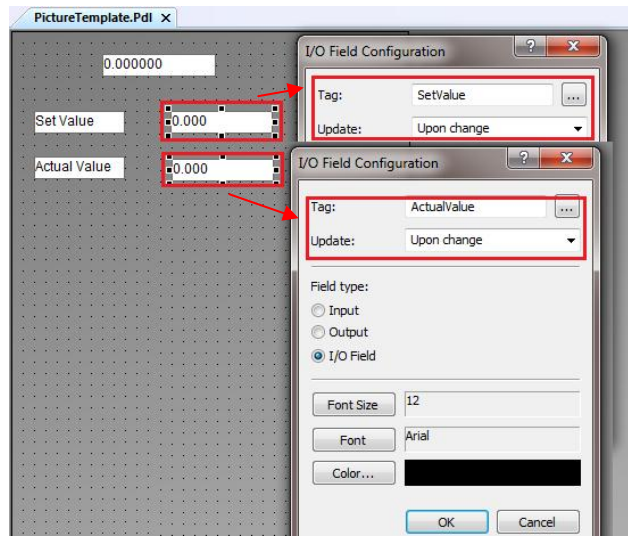 PictureTemplate.Pdl X
0.000000
Set Value 0.000
Actual Value 0.000
I/O Field Configuration ? X
Tag: SetValue ...
Update: Upon change
I/O Field Configuration ? X
Tag: ActualValue ...
Update: Upon change
Field type:
Input
Output
I/O Field
Font Size 12
Font Arial
Color...
OK Cancel